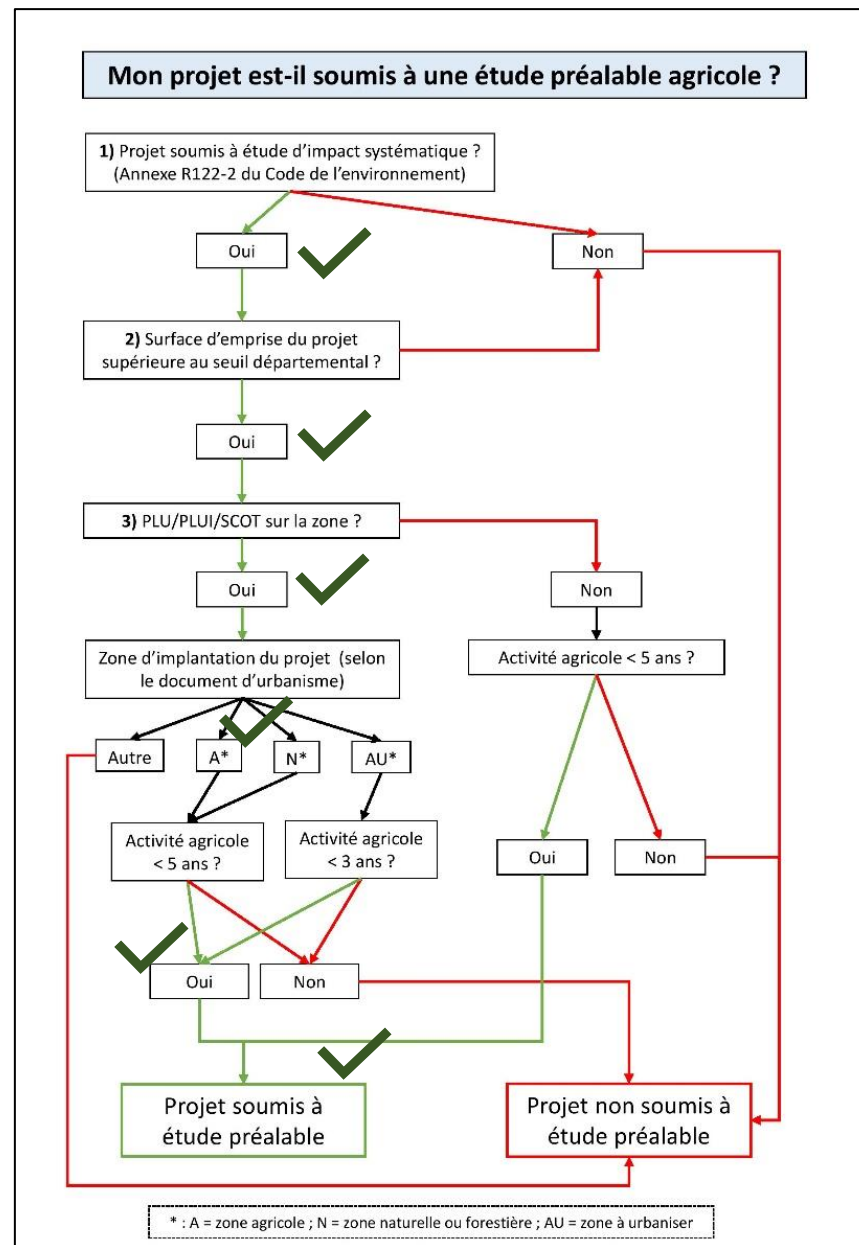 Mon projet est-il soumis à une étude préalable agricole ?
1) Projet soumis à étude d'impact systématique ?
(Annexe R122-2 du Code de l'environnement)
Oui
Non
2) Surface d'emprise du projet
supérieure au seuil départemental ?
Oui
3) PLU/PLUI/SCOT sur la zone ?
Oui
Non
Zone d'implantation du projet (selon
le document d'urbanisme)
Activité agricole < 5 ans ?
Autre
A*
N*
AU*
Activité agricole
< 5 ans ?
Activité agricole
< 3 ans ?
Oui
Non
Oui
Non
Projet soumis à
étude préalable
Projet non soumis à
étude préalable
* : A = zone agricole ; N = zone naturelle ou forestière ; AU = zone à urbaniser